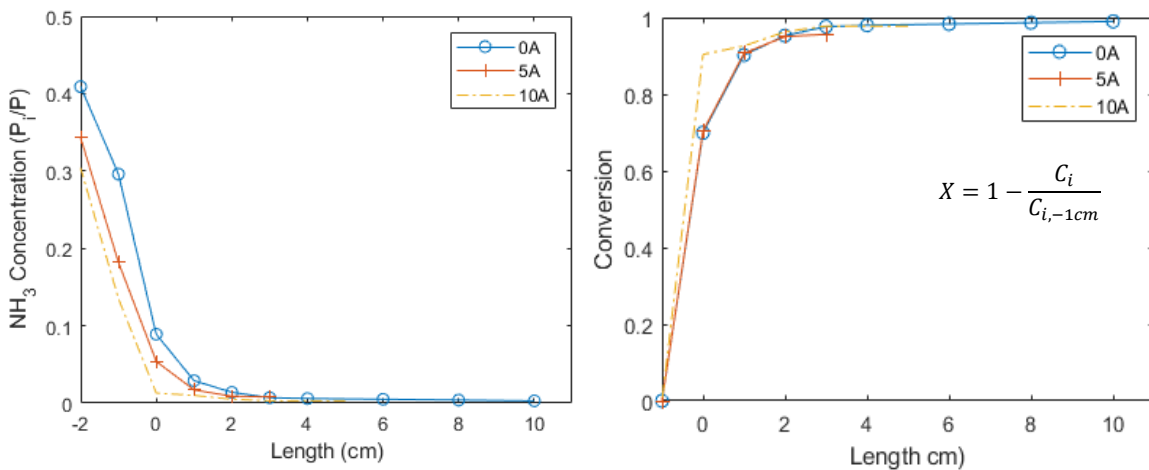 0.5
0.4
0.3
0.2
0.1
0
-2
0
2
4
6
8
10
NH3 Concentration (Pi/P)
Length (cm)
0A
5A
10A
1
0.8
0.6
0.4
0.2
0
0
2
4
6
8
10
Conversion
Length cm)
0A
5A
10A
X = 1 − Ci / Ci,−1cm